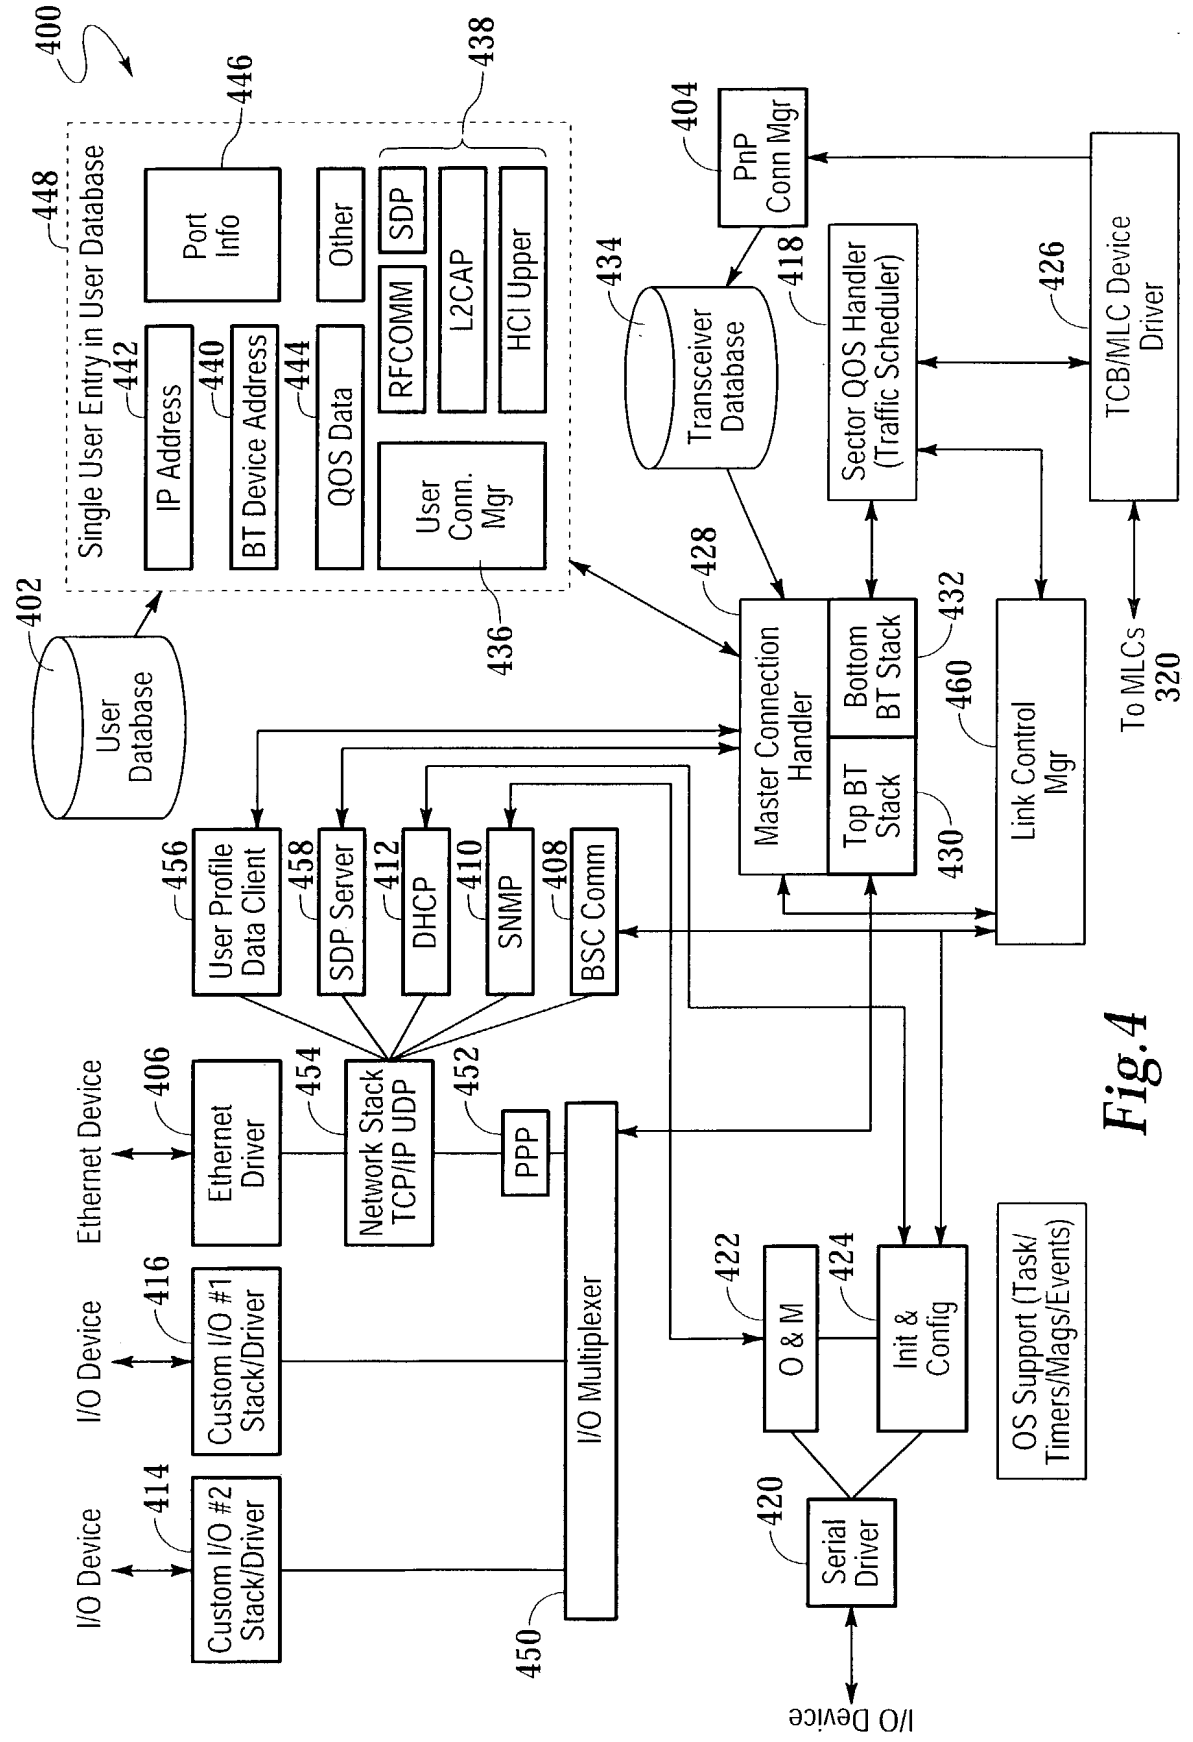 400
I/O Device
I/O Device
Ethernet Device
402
User
Database
448
Single User Entry in User Database
442
IP Address
446
Port
Info
440
BT Device Address
444
QOS Data
Other
436
User
Conn.
Mgr
RFCOMM
SDP
438
L2CAP
HCI Upper
414
Custom I/O #2
Stack/Driver
416
Custom I/O #1
Stack/Driver
406
Ethernet
Driver
456
User Profile
Data Client
454
Network Stack
TCP/IP UDP
458
SDP Server
412
DHCP
452
PPP
410
SNMP
408
BSC Comm
450
I/O Multiplexer
434
Transceiver
Database
404
PnP
Conn Mgr
428
Master Connection
Handler
430
Top BT
Stack
432
Bottom
BT Stack
418
Sector QOS Handler
(Traffic Scheduler)
422
O & M
420
Serial
Driver
I/O Device
424
Init &
Config
460
Link Control
Mgr
426
TCB/MLC Device
Driver
To MLCs
320
OS Support (Task/
Timers/Mags/Events)
Fig.4